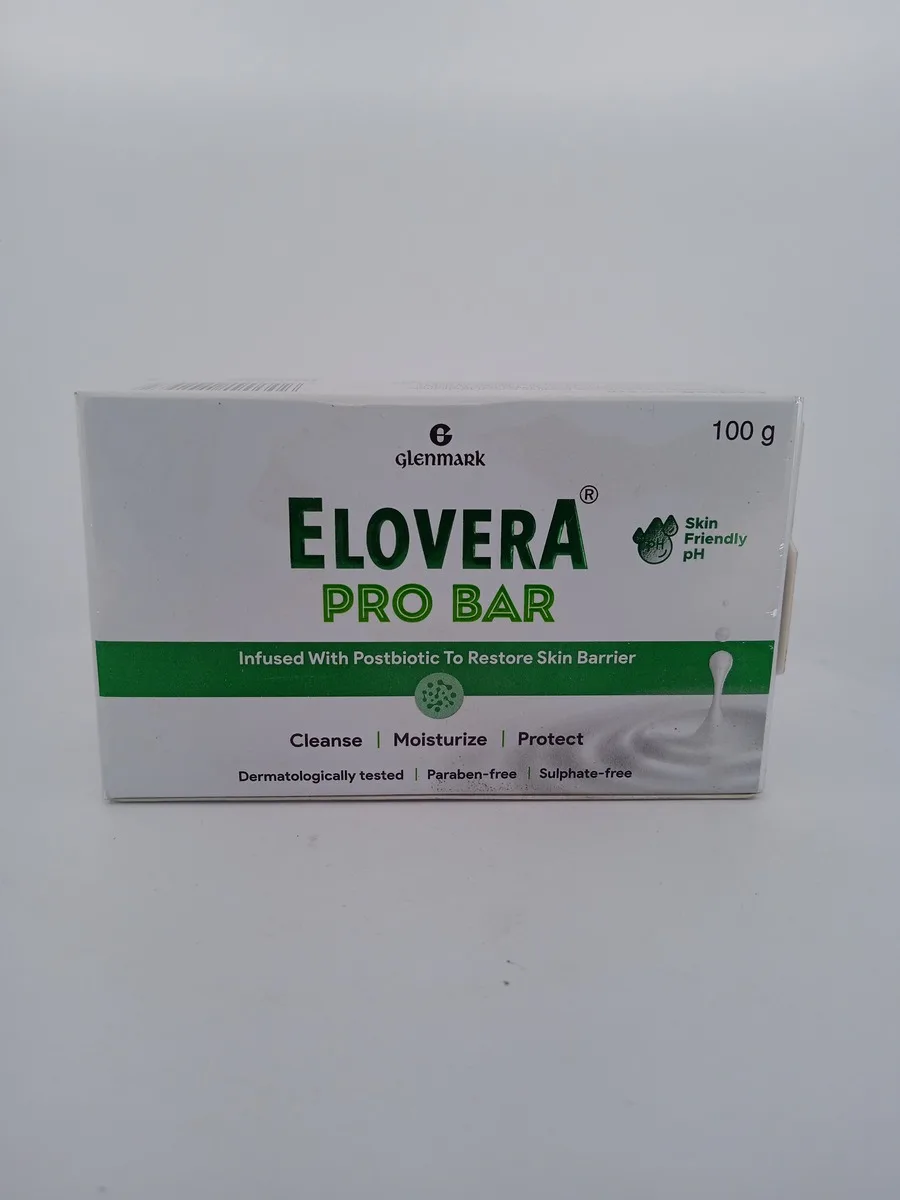 GLENMARK
100 g
ELOVERA®
PRO BAR
pH
Skin
Friendly
pH
Infused With Postbiotic To Restore Skin Barrier
Cleanse | Moisturize | Protect
Dermatologically tested | Paraben-free | Sulphate-free